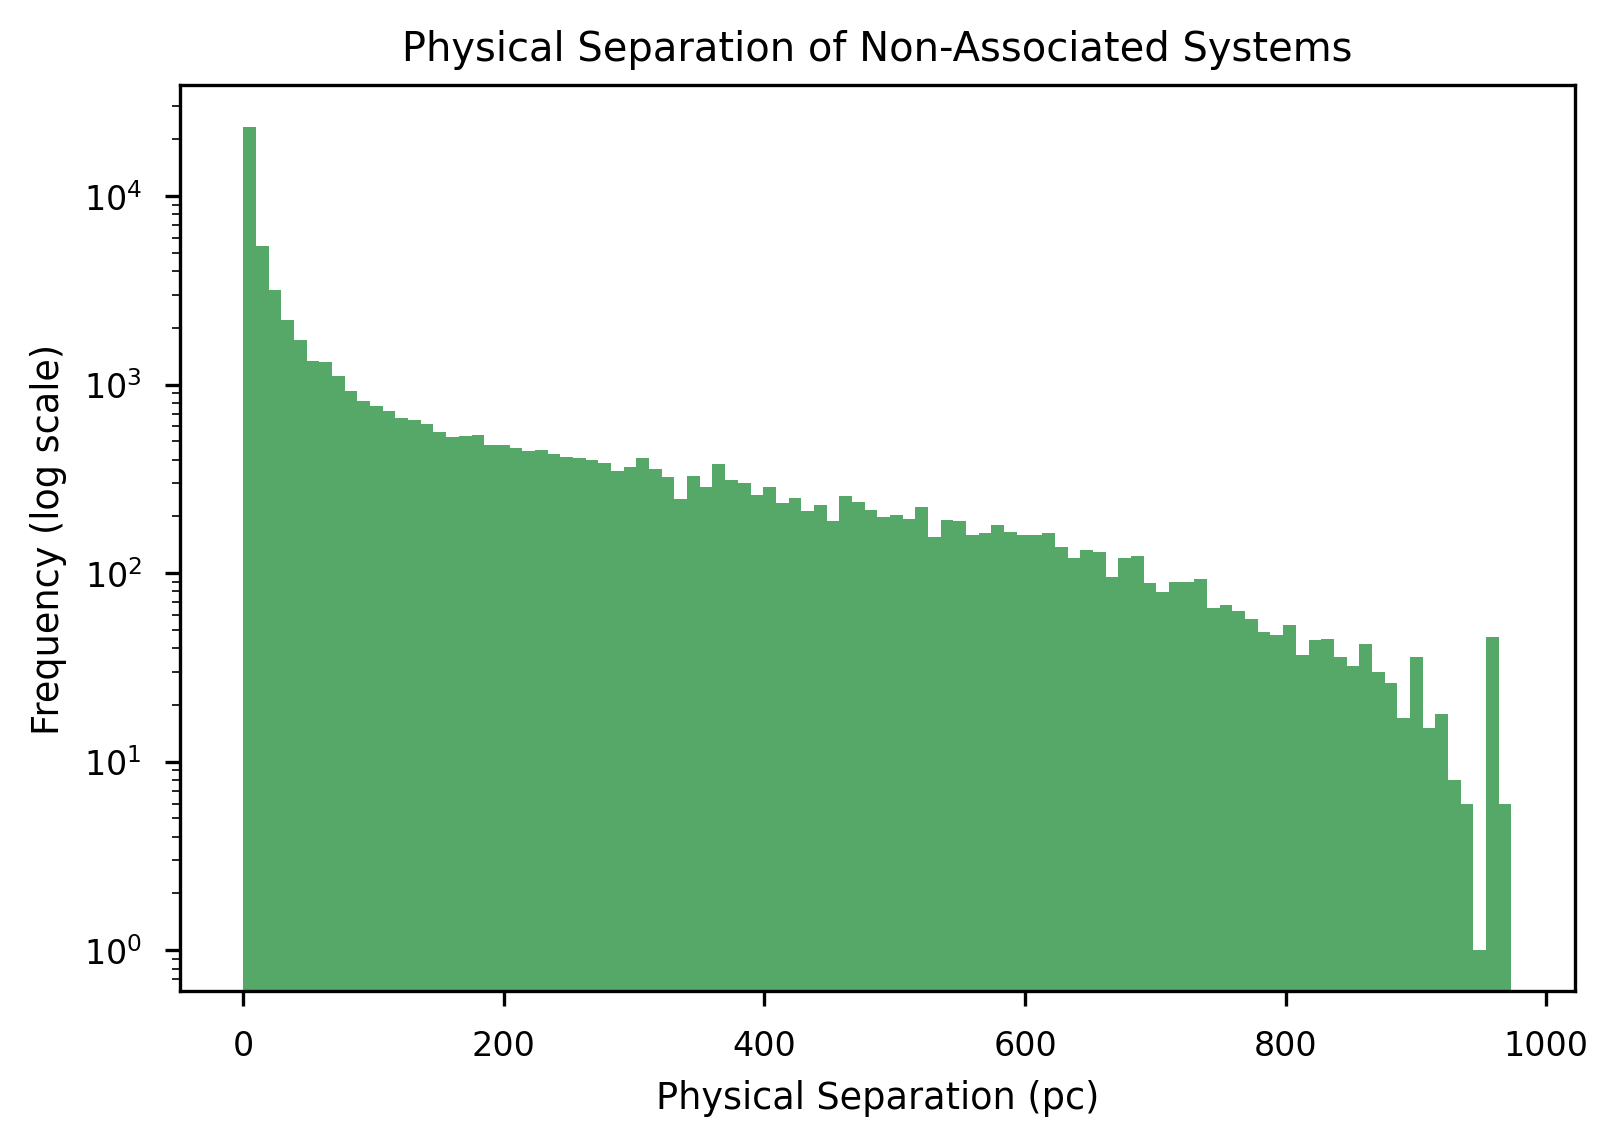 Physical Separation of Non-Associated Systems
Frequency (log scale)
10⁴
10³
10²
10¹
10⁰
0 200 400 600 800 1000
Physical Separation (pc)